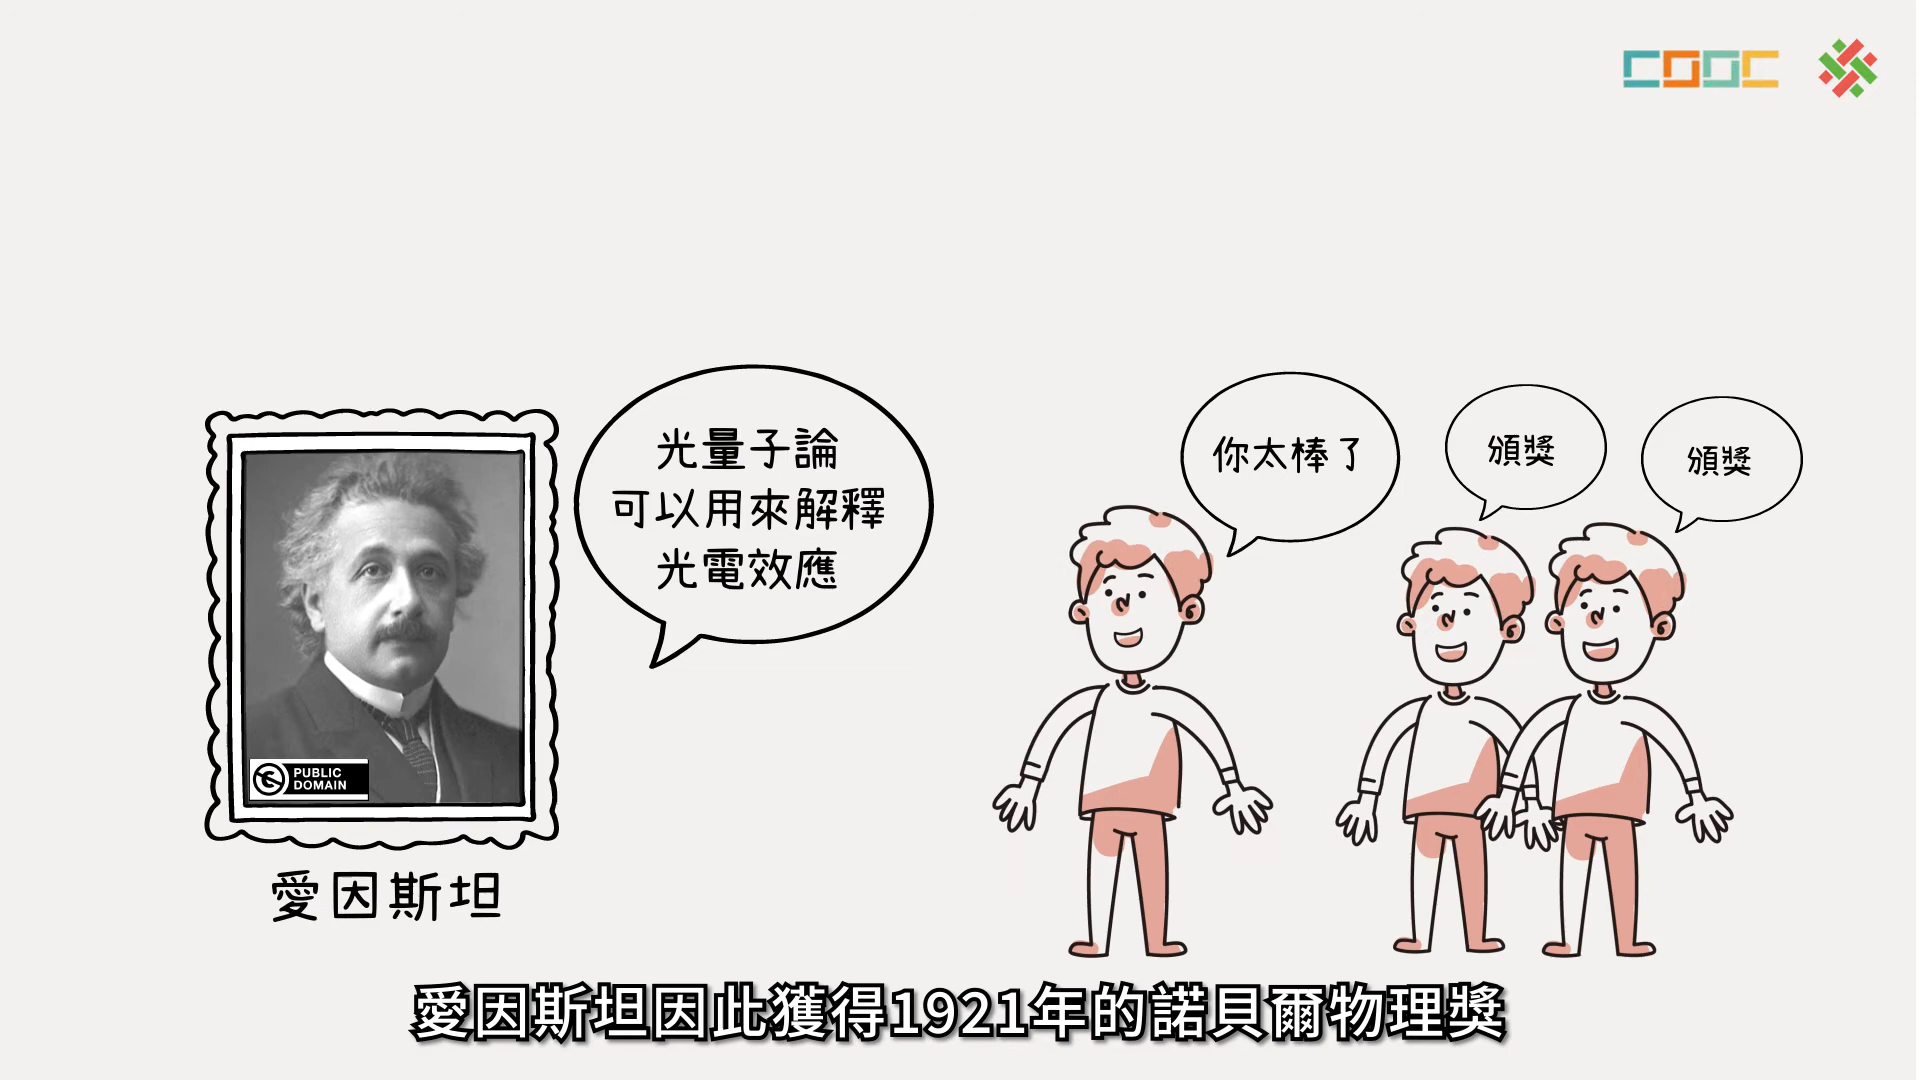 COOC
光量子論
可以用來解釋
光電效應
你太棒了
頒獎
頒獎
PUBLIC
DOMAIN
愛因斯坦
愛因斯坦因此獲得1921年的諾貝爾物理獎